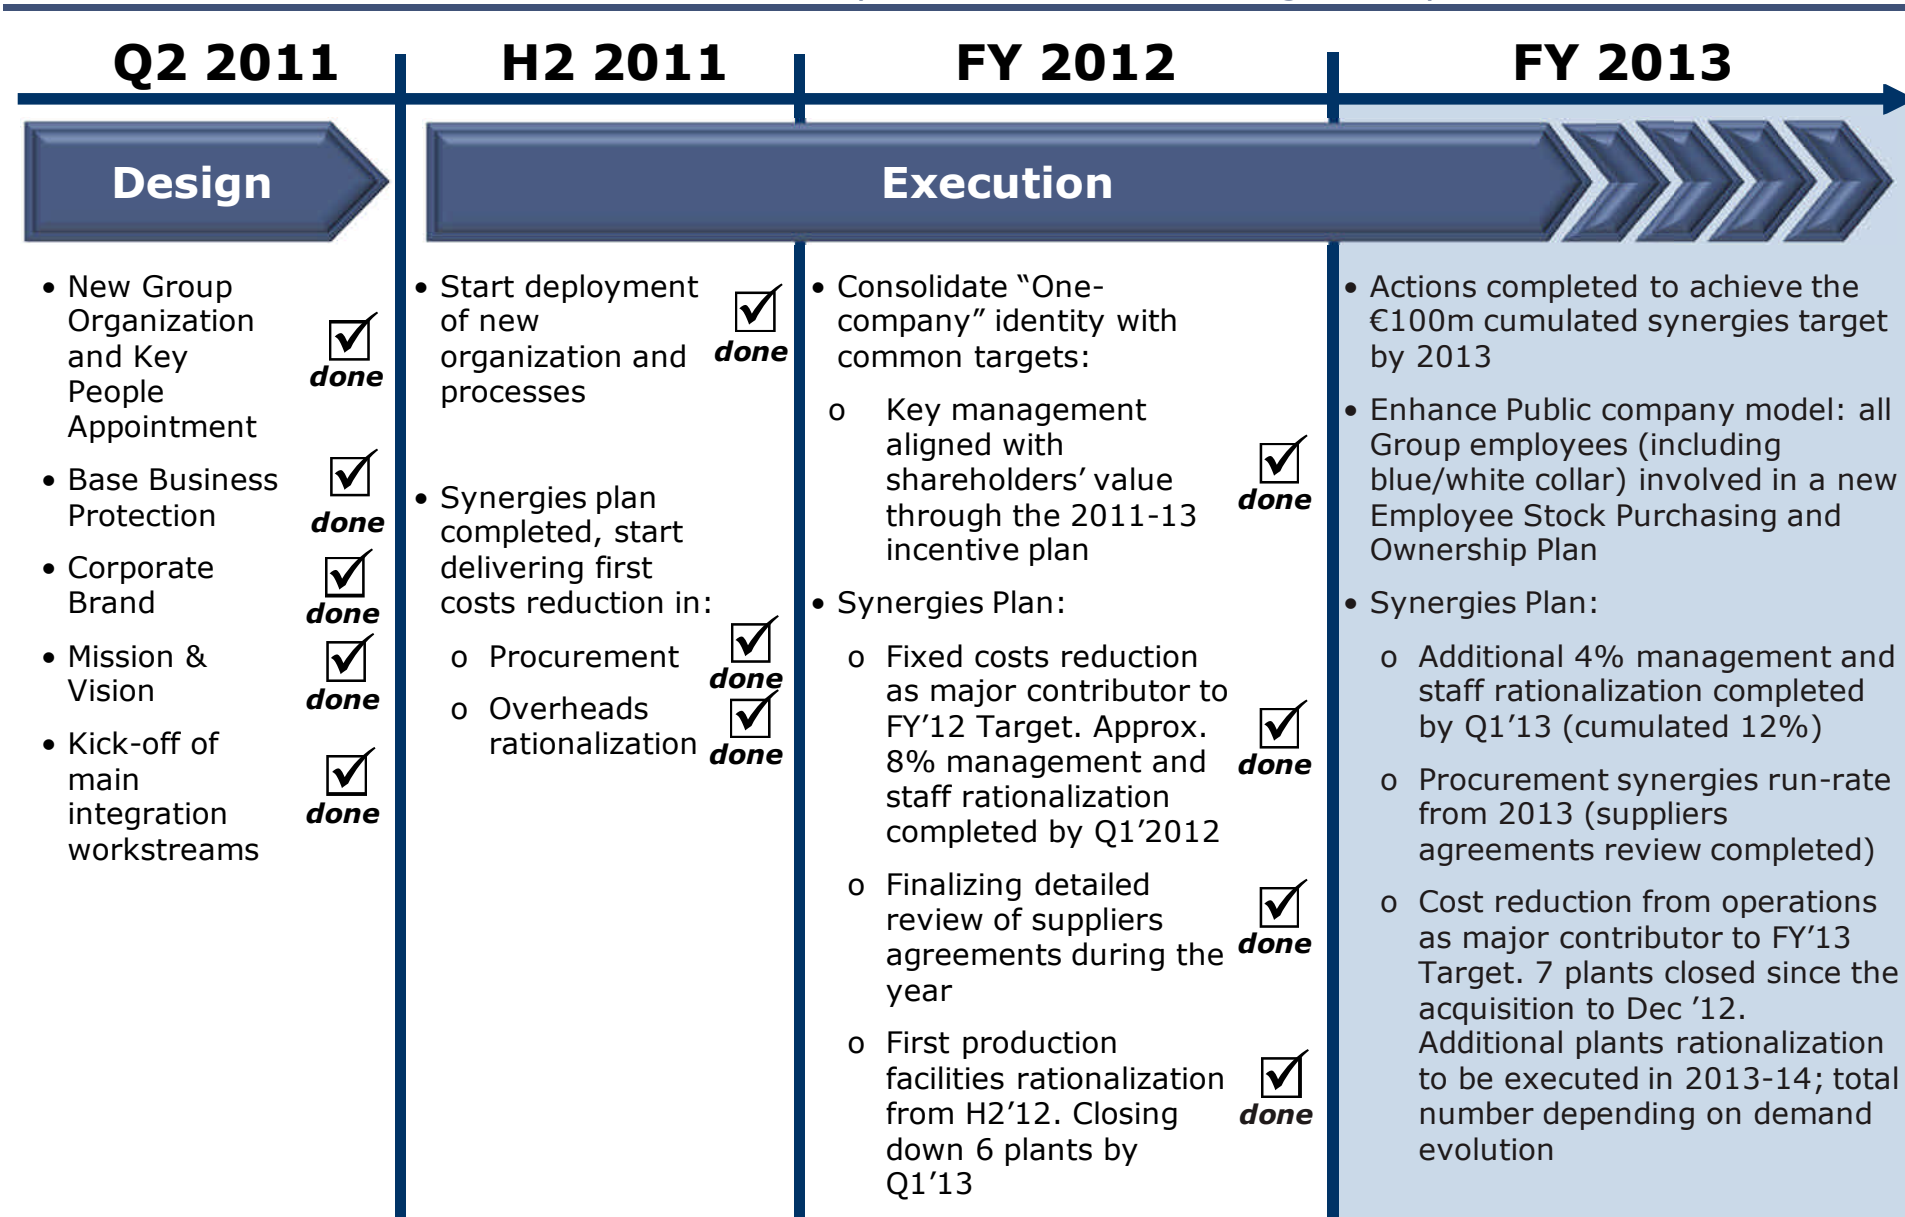 Q2 2011
H2 2011
FY 2012
FY 2013
Design
Execution
• New Group
Organization
and Key
People
Appointment
done
• Base Business
Protection
done
• Corporate
Brand
done
• Mission &
Vision
done
• Kick-off of
main
integration
workstreams
done
• Start deployment
of new
organization and
processes
done
• Synergies plan
completed, start
delivering first
costs reduction in:
o Procurement
done
o Overheads
rationalization
done
• Consolidate “One-
company” identity with
common targets:
o Key management
aligned with
shareholders’ value
through the 2011-13
incentive plan
done
• Synergies Plan:
o Fixed costs reduction
as major contributor to
FY’12 Target. Approx.
8% management and
staff rationalization
completed by Q1’2012
done
o Finalizing detailed
review of suppliers
agreements during the
year
done
o First production
facilities rationalization
from H2’12. Closing
down 6 plants by
Q1’13
done
• Actions completed to achieve the
€100m cumulated synergies target
by 2013
• Enhance Public company model: all
Group employees (including
blue/white collar) involved in a new
Employee Stock Purchasing and
Ownership Plan
• Synergies Plan:
o Additional 4% management and
staff rationalization completed
by Q1’13 (cumulated 12%)
o Procurement synergies run-rate
from 2013 (suppliers
agreements review completed)
o Cost reduction from operations
as major contributor to FY’13
Target. 7 plants closed since the
acquisition to Dec ’12.
Additional plants rationalization
to be executed in 2013-14; total
number depending on demand
evolution